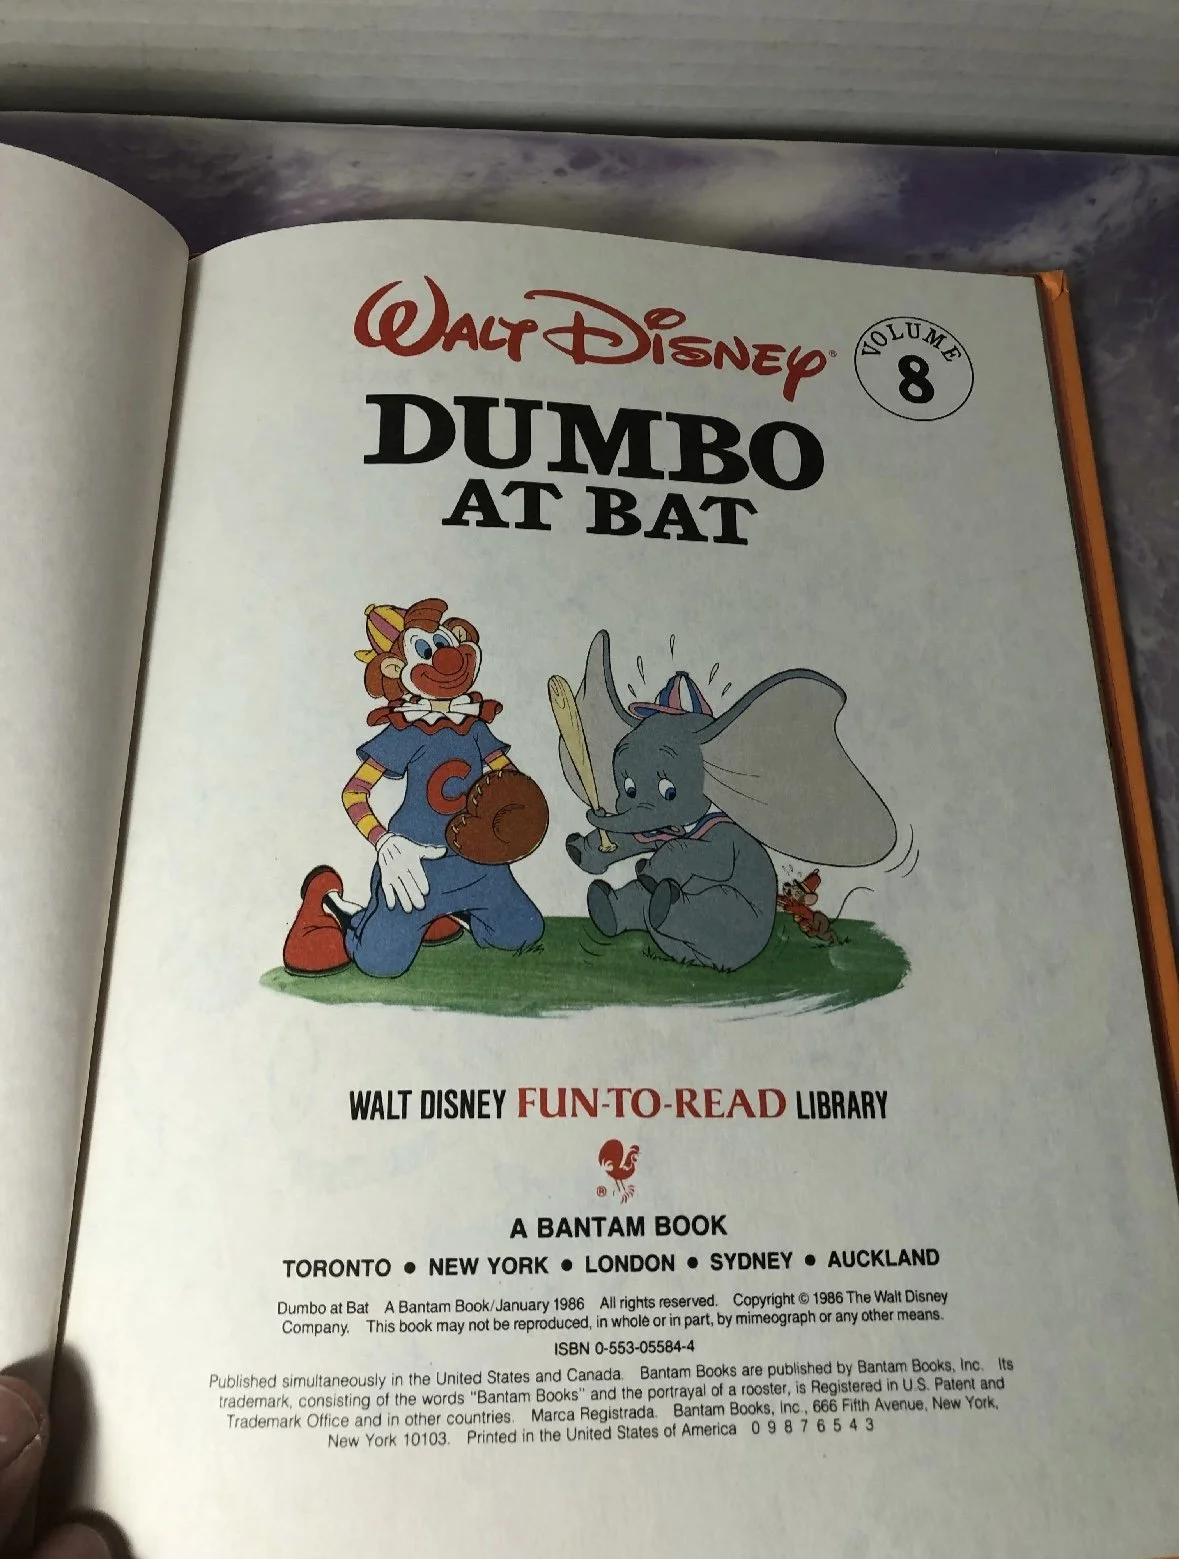 WALT DISNEY®
VOLUME
8
DUMBO
AT BAT
C
WALT DISNEY FUN-TO-READ LIBRARY
®
A BANTAM BOOK
TORONTO • NEW YORK • LONDON • SYDNEY • AUCKLAND
Dumbo at Bat A Bantam Book/January 1986 All rights reserved. Copyright © 1986 The Walt Disney
Company. This book may not be reproduced, in whole or in part, by mimeograph or any other means.
ISBN 0-553-05584-4
Published simultaneously in the United States and Canada. Bantam Books are published by Bantam Books, Inc. Its
trademark, consisting of the words "Bantam Books" and the portrayal of a rooster, is Registered in U.S. Patent and
Trademark Office and in other countries. Marca Registrada. Bantam Books, Inc., 666 Fifth Avenue, New York,
New York 10103. Printed in the United States of America 0 9 8 7 6 5 4 3